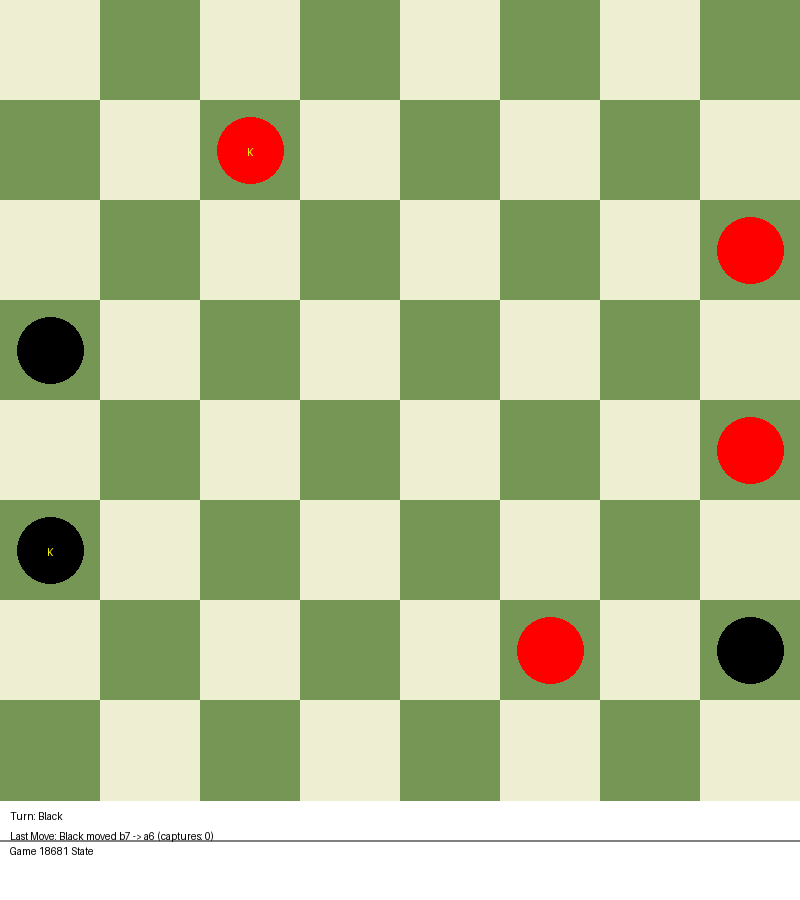 K
K
Turn: Black
Last Move: Black moved b7 -> a6 (captures: 0)
Game 18681 State